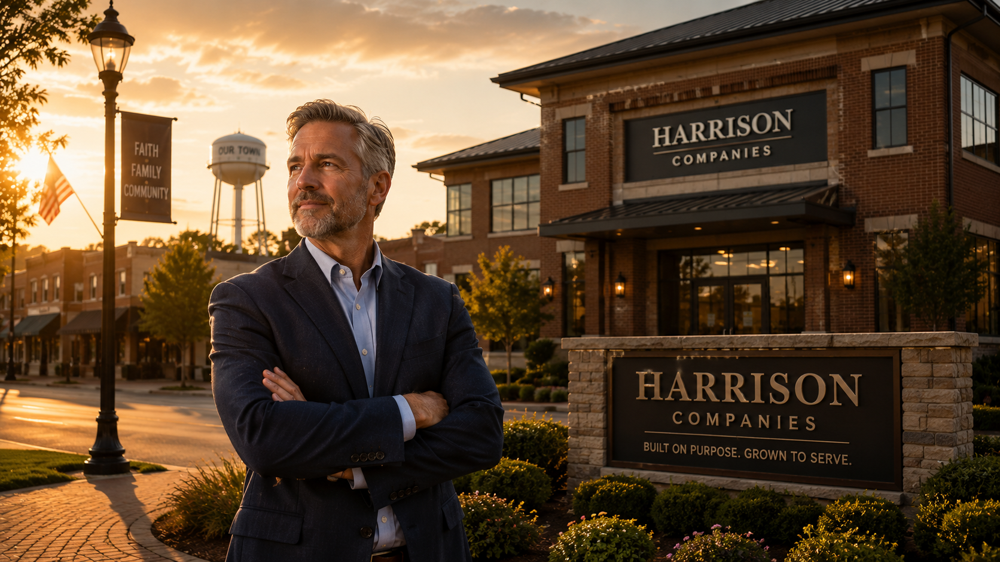 FAITH
FAMILY
COMMUNITY
OUR TOWN
HARRISON
COMPANIES
HARRISON
COMPANIES
BUILT ON PURPOSE. GROWN TO SERVE.